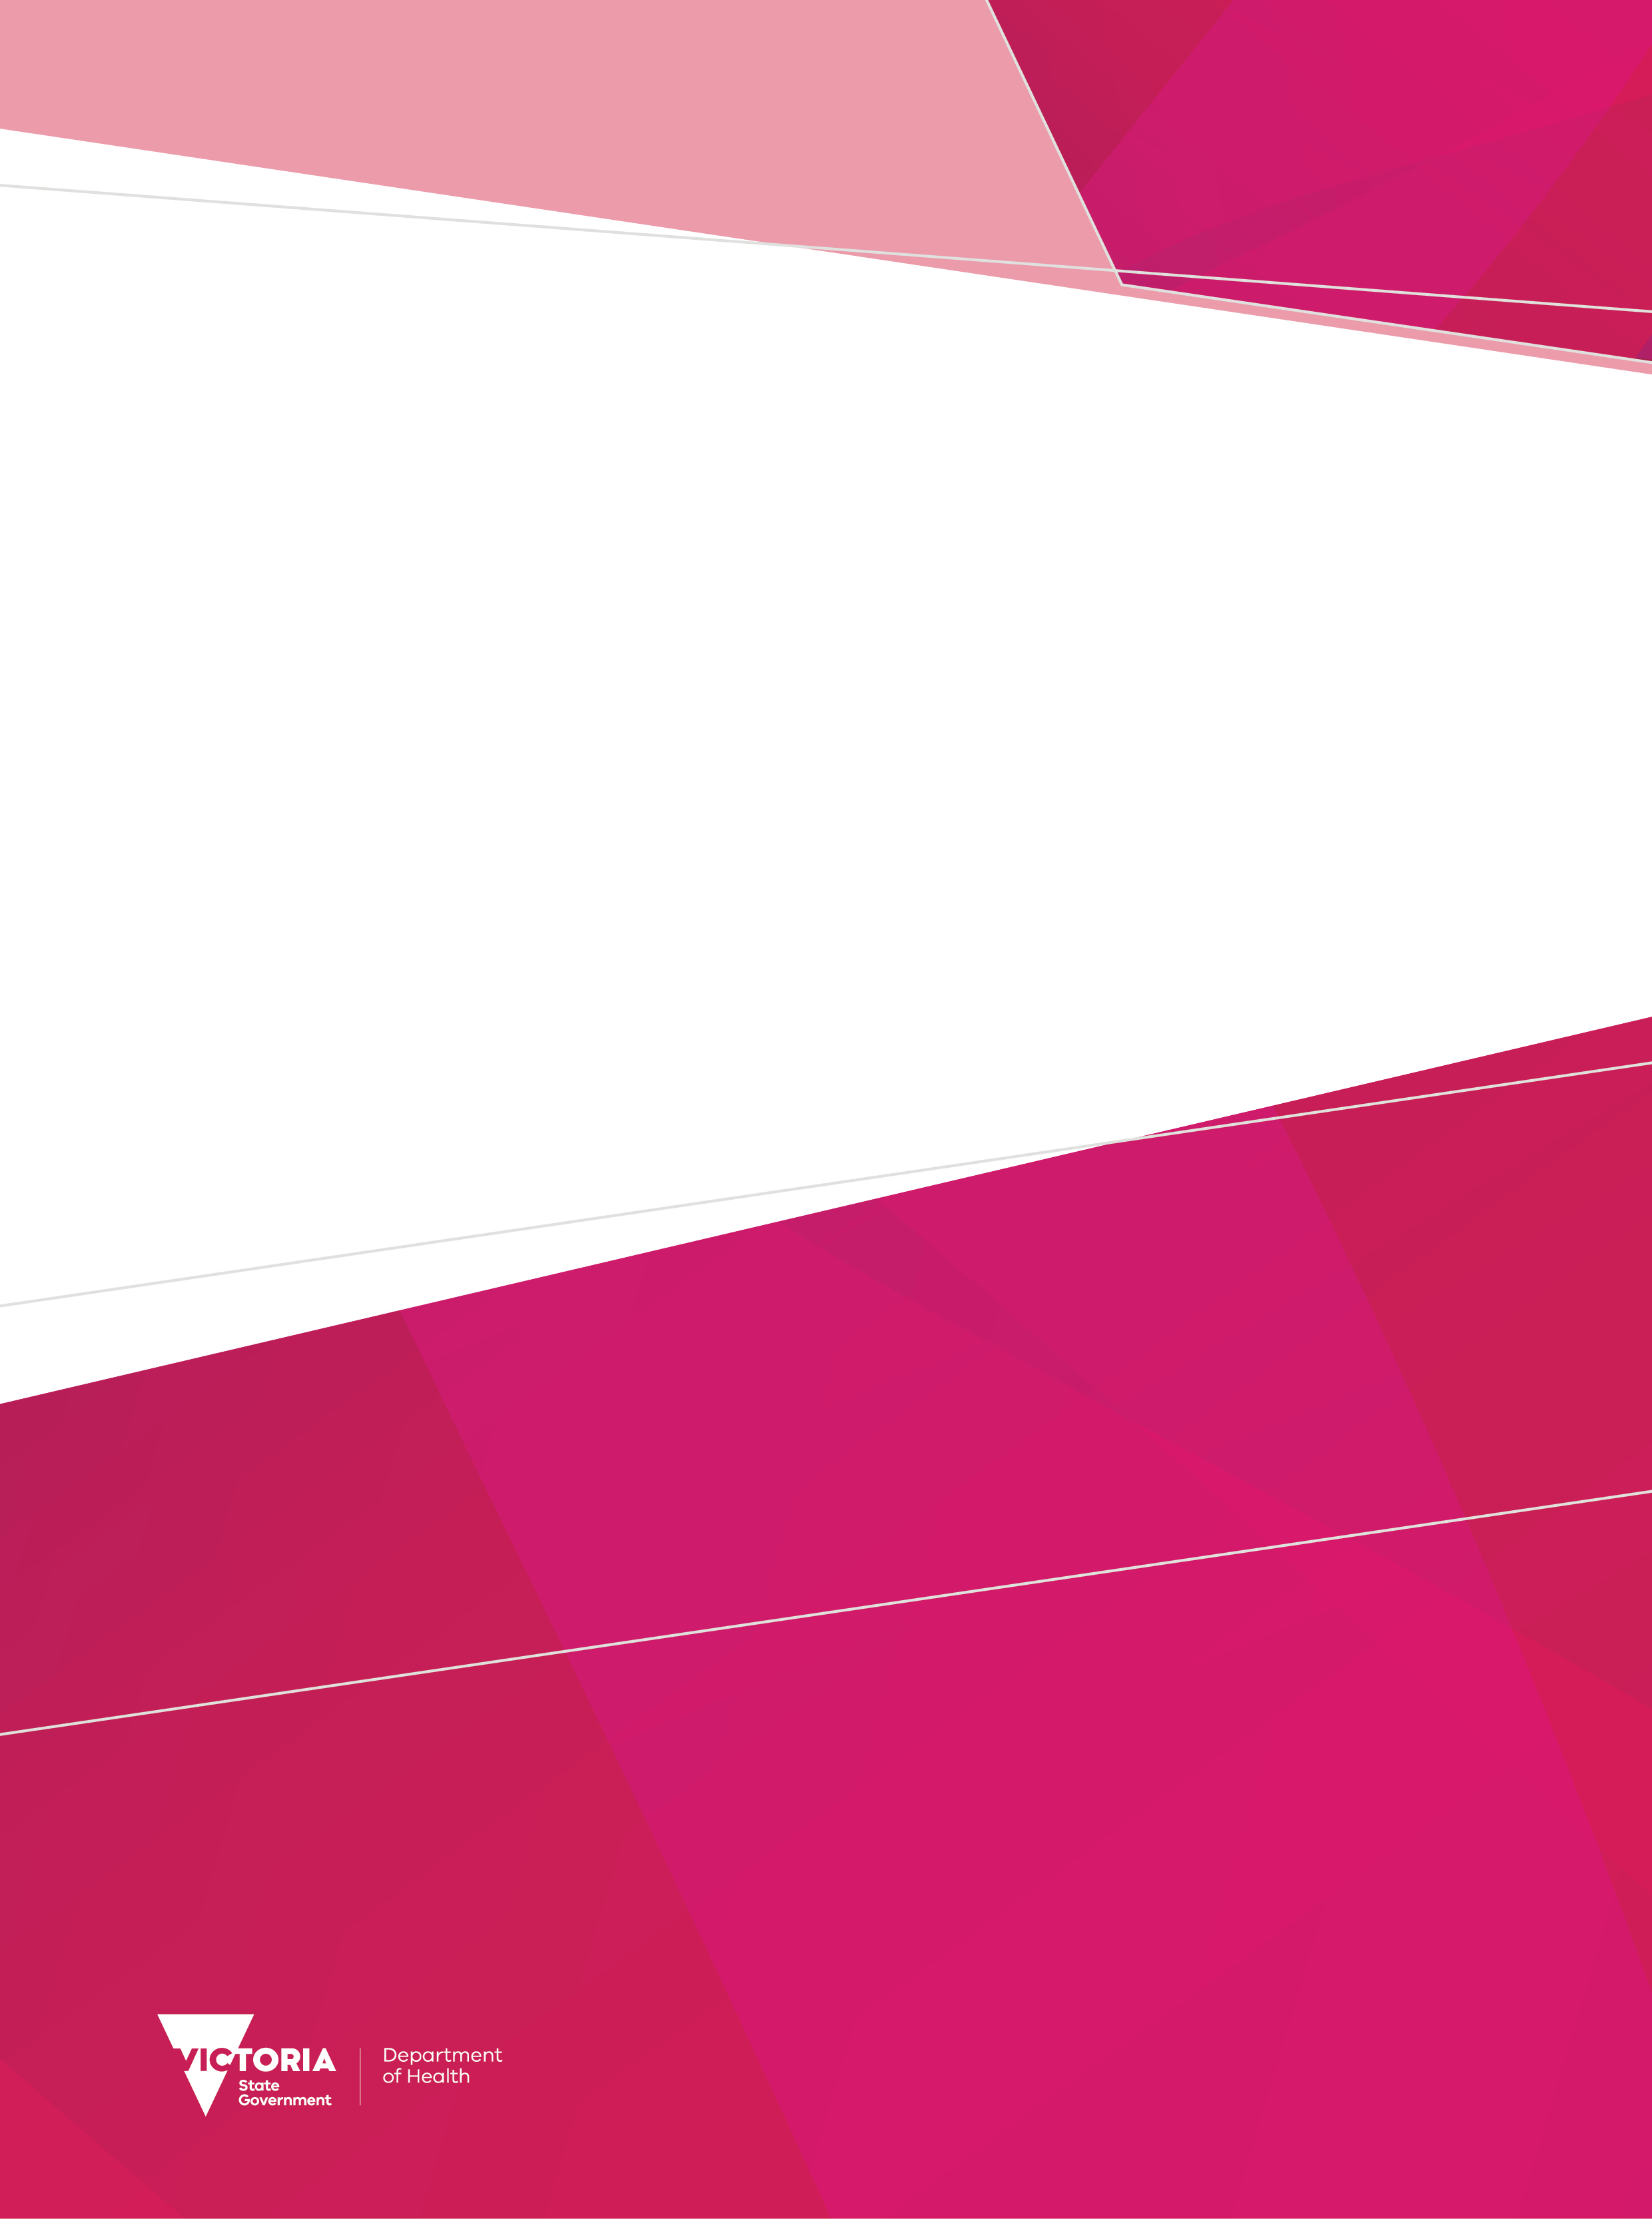 VICTORIA
State
Government
Department
of Health